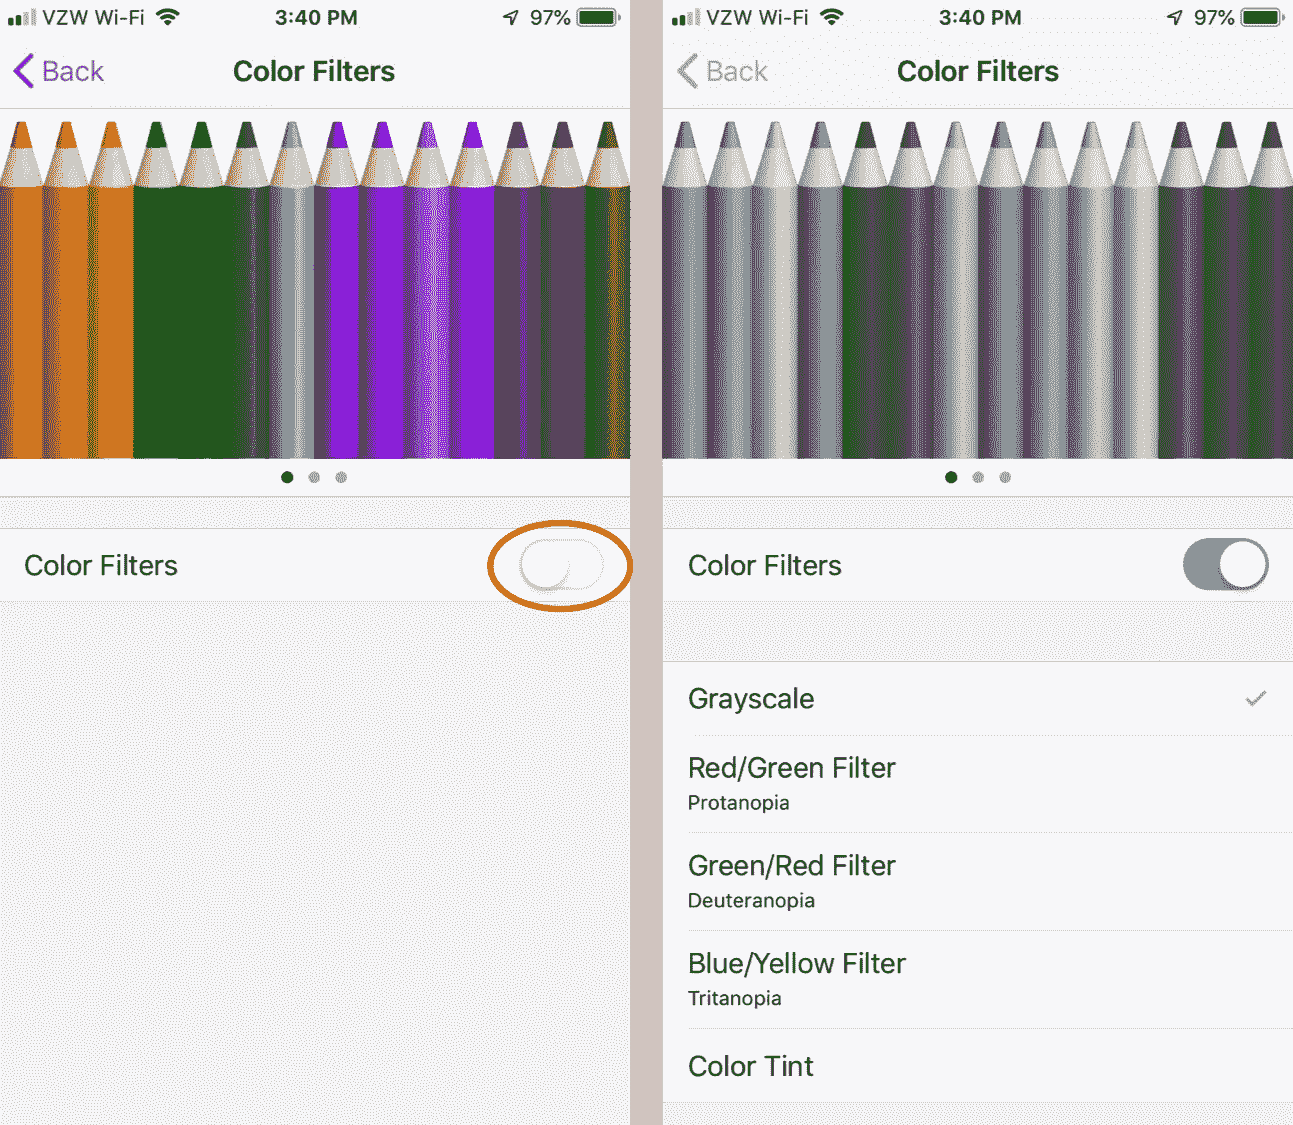 VZW Wi-Fi 3:40 PM 97%
Back Color Filters
Color Filters
VZW Wi-Fi 3:40 PM 97%
Back Color Filters
Color Filters
Grayscale
Red/Green Filter
Protanopia
Green/Red Filter
Deuteranopia
Blue/Yellow Filter
Tritanopia
Color Tint